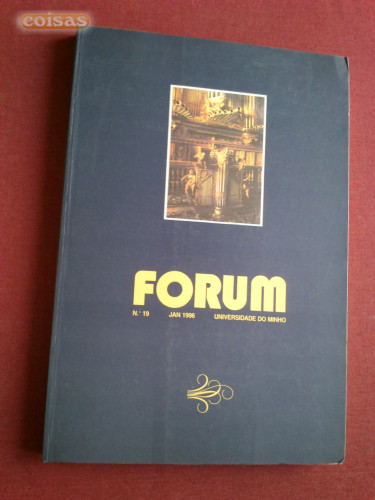 coisas
FORUM
N.º 19 JAN 1996 UNIVERSIDADE DO MINHO